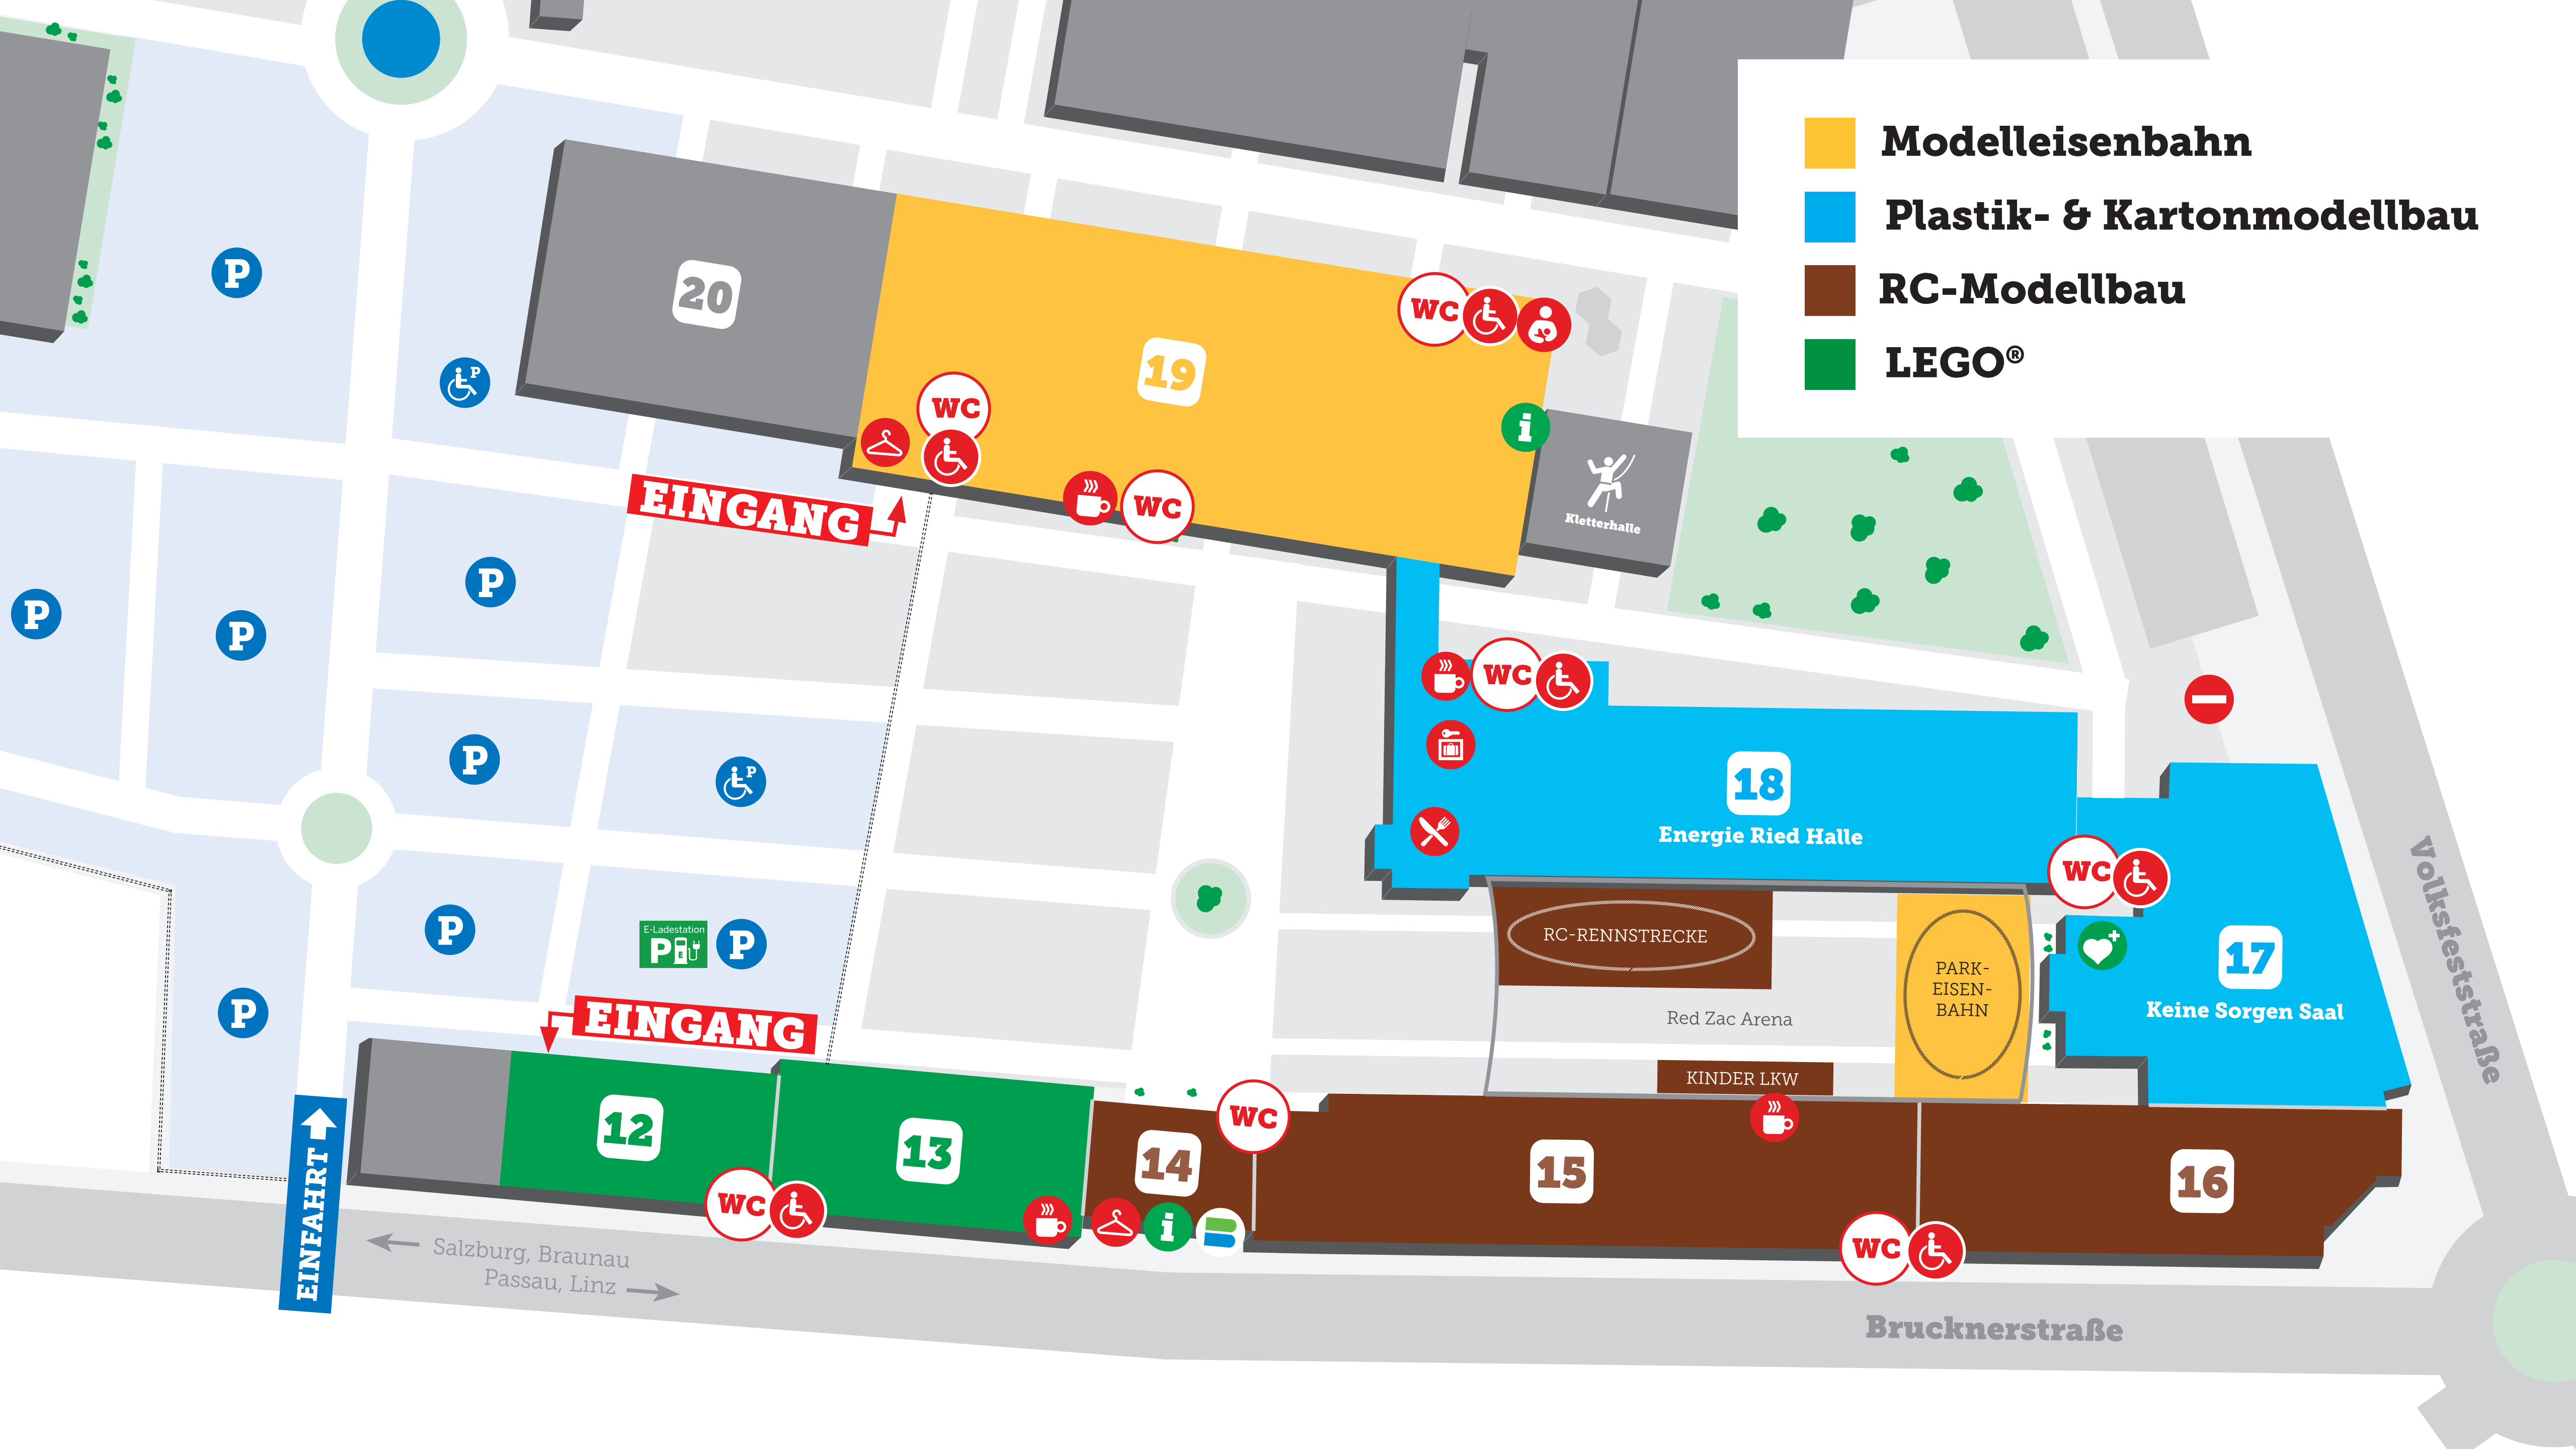 Modelleisenbahn
Plastik- & Kartonmodellbau
RC-Modellbau
LEGO®
P
20
19
WC
P
WC
i
Kletterhalle
EINGANG
WC
P
P
P
WC
P
P
18
Energie Ried Halle
WC
Volksfeststraße
P
E-Ladestation
P
E
P
RC-RENNSTRECKE
PARK-
EISEN-
BAHN
17
Keine Sorgen Saal
P
EINGANG
Red Zac Arena
KINDER LKW
12
13
14
WC
15
16
WC
i
WC
EINFAHRT
Salzburg, Braunau
Passau, Linz
Brucknerstraße